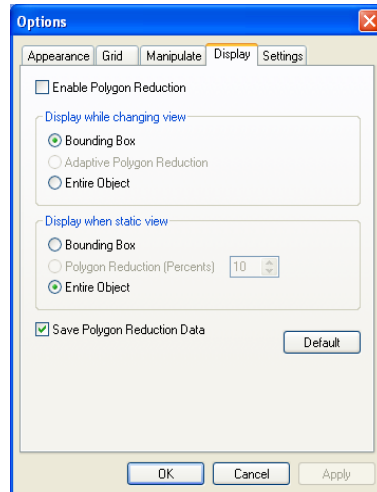 Options
Appearance Grid Manipulate Display Settings
Enable Polygon Reduction
Display while changing view
Bounding Box
Adaptive Polygon Reduction
Entire Object
Display when static view
Bounding Box
Polygon Reduction (Percents) 10
Entire Object
Save Polygon Reduction Data
Default
OK Cancel Apply